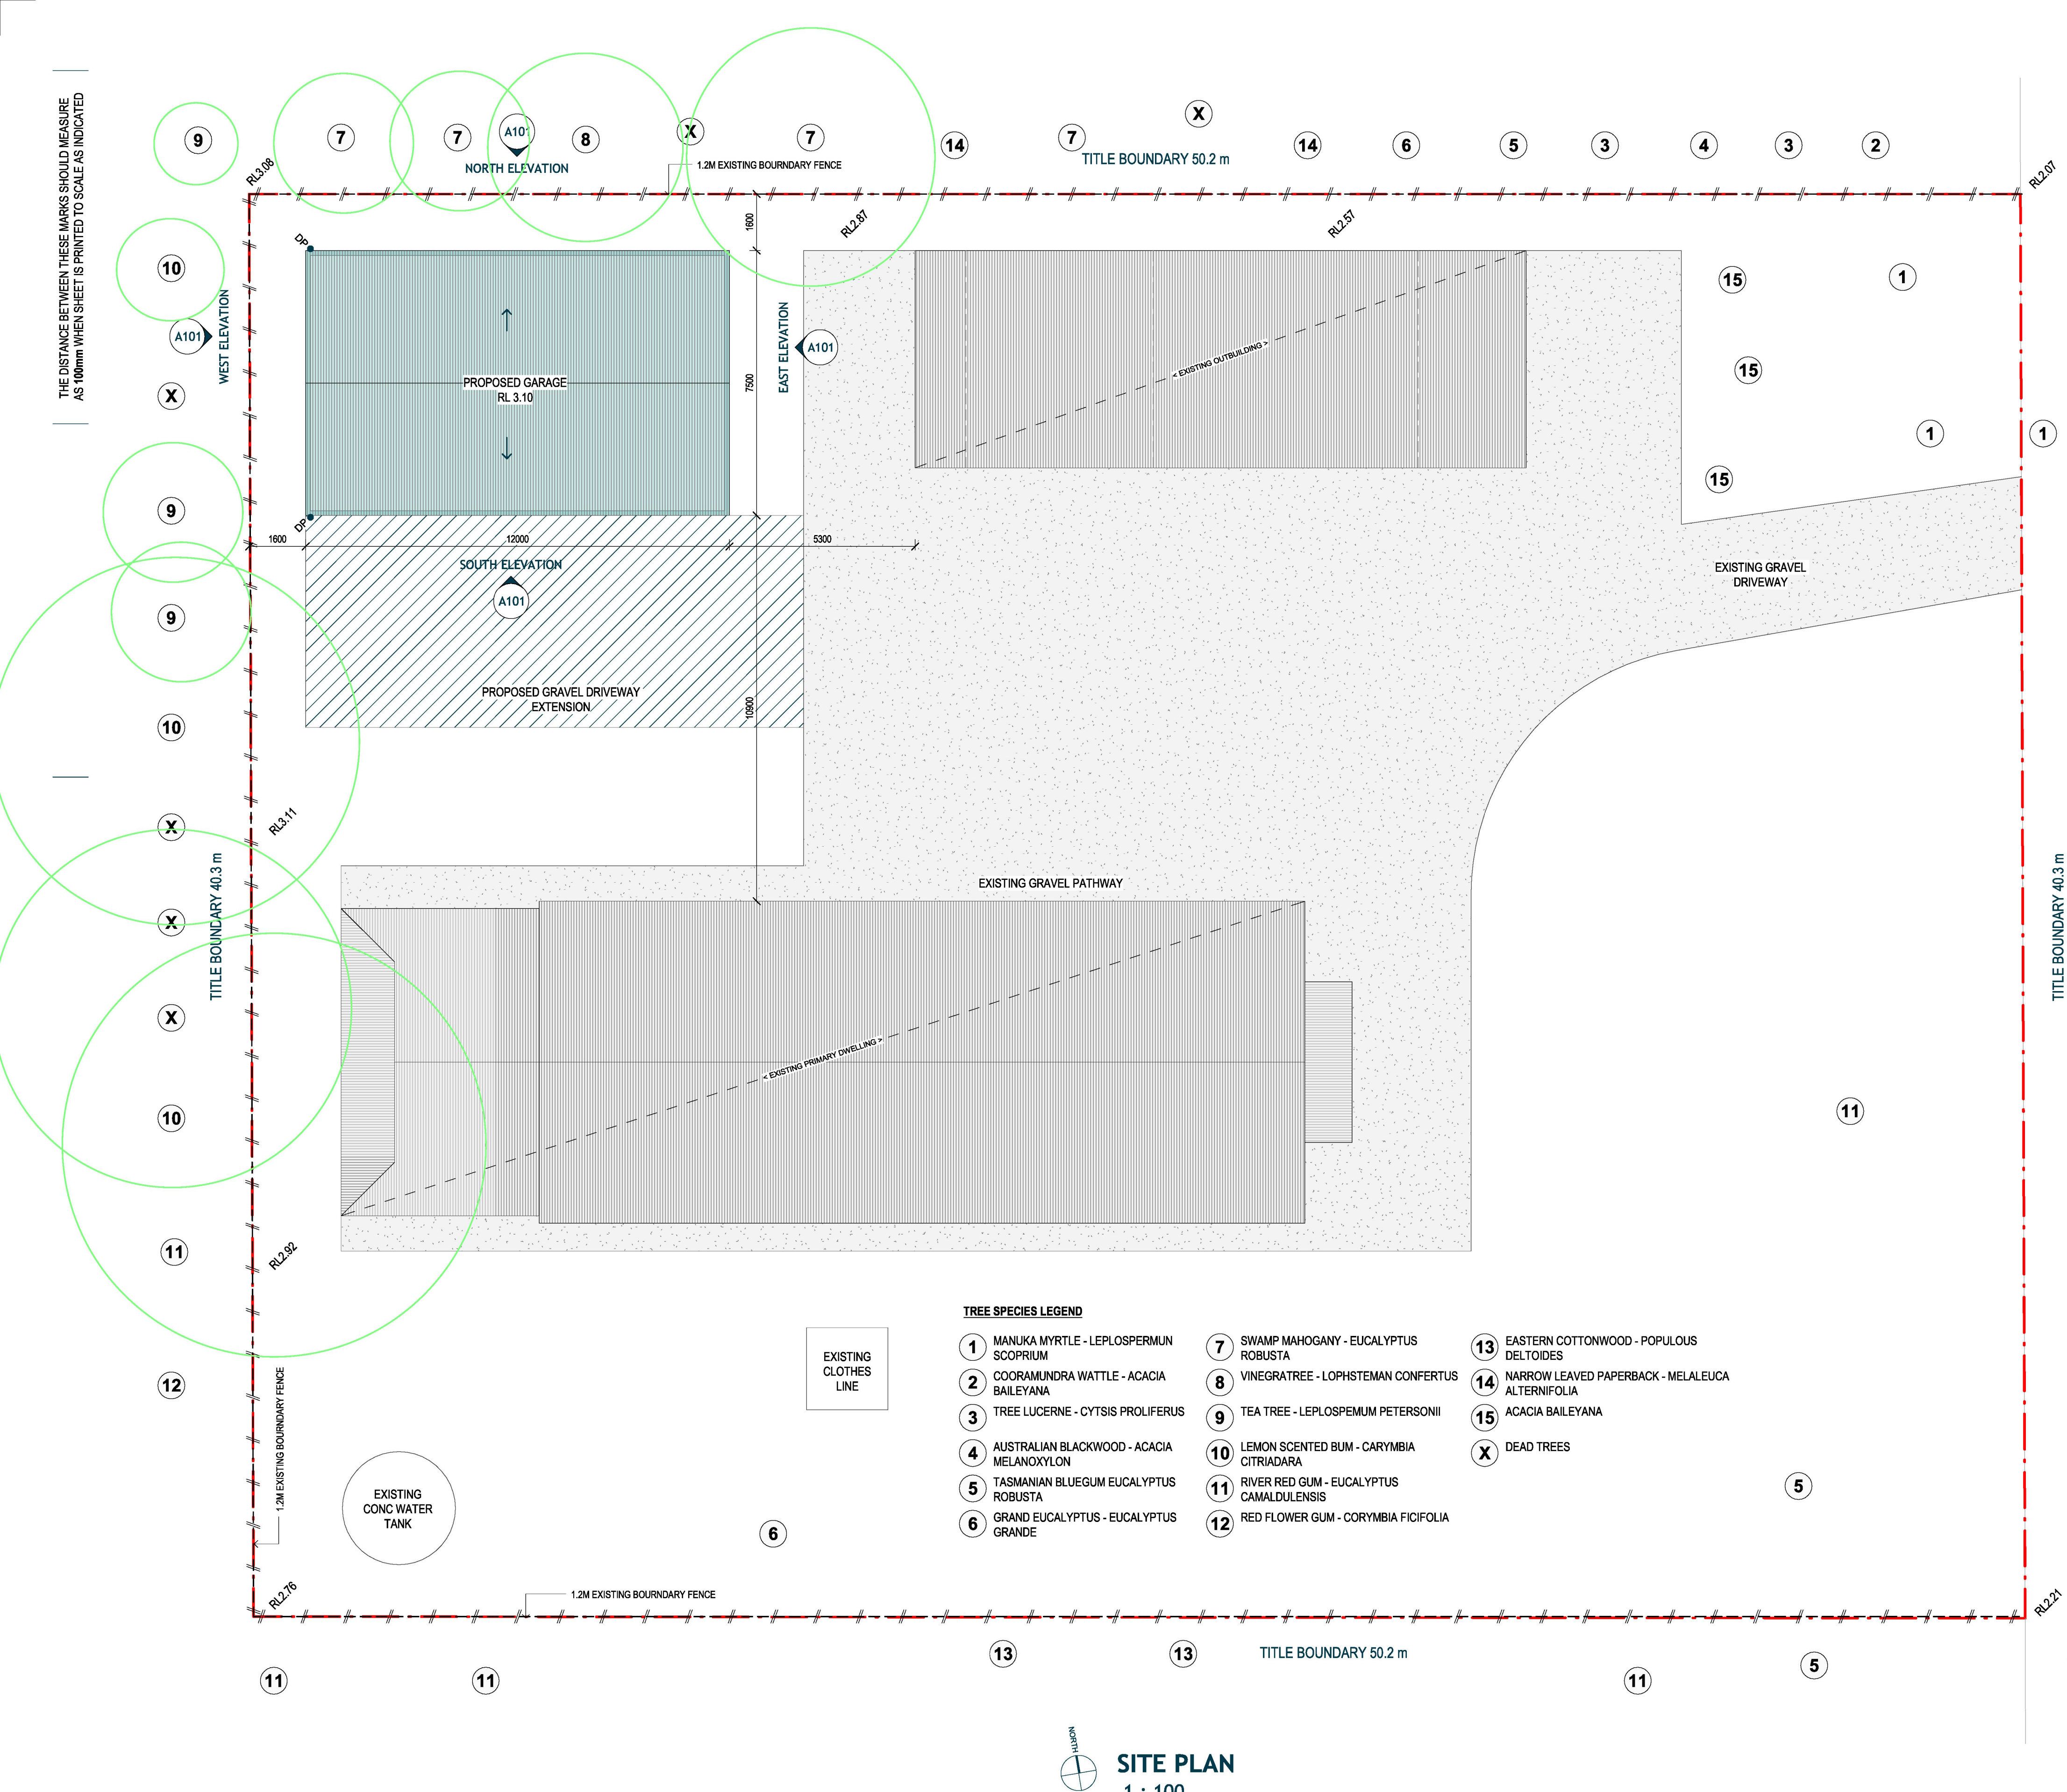 THE DISTANCE BETWEEN THESE MARKS SHOULD MEASURE
AS 100mm WHEN SHEET IS PRINTED TO SCALE AS INDICATED
9
7
7
A101
NORTH ELEVATION
8
X
7
14
7
X
TITLE BOUNDARY 50.2 m
14
6
5
3
4
3
2
1.2M EXISTING BOURNDARY FENCE
RL3.08
RL2.87
RL2.57
RL2.07
1600
DP
10
A101
WEST ELEVATION
X
9
9
10
X
X
X
10
11
12
PROPOSED GARAGE
RL 3.10
7500
EAST ELEVATION
A101
< EXISTING OUTBUILDING >
15
1
15
1
1
15
DP
1600
12000
5300
SOUTH ELEVATION
A101
PROPOSED GRAVEL DRIVEWAY
EXTENSION
10900
EXISTING GRAVEL
DRIVEWAY
RL3.11
TITLE BOUNDARY 40.3 m
TITLE BOUNDARY 40.3 m
EXISTING GRAVEL PATHWAY
< EXISTING PRIMARY DWELLING >
11
RL2.92
1.2M EXISTING BOURNDARY FENCE
EXISTING
CLOTHES
LINE
TREE SPECIES LEGEND
1 MANUKA MYRTLE - LEPLOSPERMUN
SCOPRIUM
2 COORAMUNDRA WATTLE - ACACIA
BAILEYANA
3 TREE LUCERNE - CYTSIS PROLIFERUS
4 AUSTRALIAN BLACKWOOD - ACACIA
MELANOXYLON
5 TASMANIAN BLUEGUM EUCALYPTUS
ROBUSTA
6 GRAND EUCALYPTUS - EUCALYPTUS
GRANDE
7 SWAMP MAHOGANY - EUCALYPTUS
ROBUSTA
8 VINEGRATREE - LOPHSTEMAN CONFERTUS
9 TEA TREE - LEPLOSPEMUM PETERSONII
10 LEMON SCENTED BUM - CARYMBIA
CITRIADARA
11 RIVER RED GUM - EUCALYPTUS
CAMALDULENSIS
12 RED FLOWER GUM - CORYMBIA FICIFOLIA
13 EASTERN COTTONWOOD - POPULOUS
DELTOIDES
14 NARROW LEAVED PAPERBACK - MELALEUCA
ALTERNIFOLIA
15 ACACIA BAILEYANA
X DEAD TREES
EXISTING
CONC WATER
TANK
6
5
RL2.76
1.2M EXISTING BOURNDARY FENCE
RL2.21
11
11
13
13
TITLE BOUNDARY 50.2 m
11
5
NORTH
SITE PLAN
1 : 100